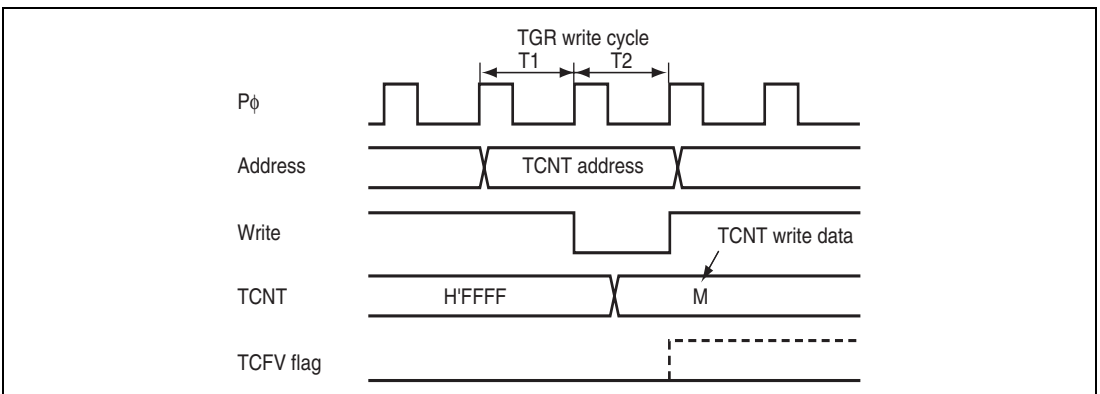 TGR write cycle
T1 T2
Pϕ
Address TCNT address
Write TCNT write data
TCNT H'FFFF M
TCFV flag